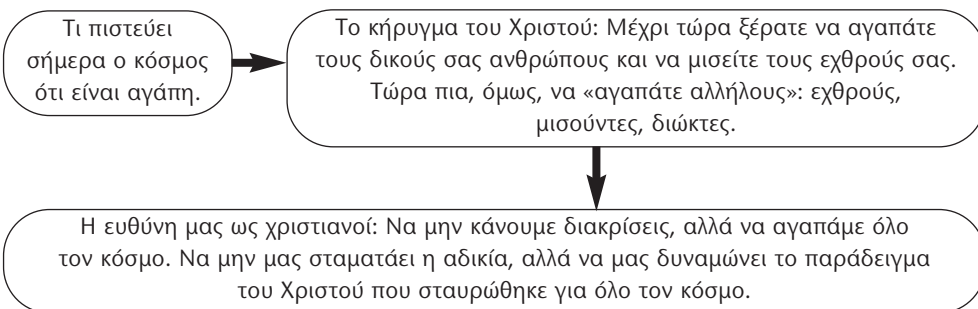 Τι πιστεύει
σήμερα ο κόσμος
ότι είναι αγάπη.
Το κήρυγμα του Χριστού: Μέχρι τώρα ξέρατε να αγαπάτε
τους δικούς σας ανθρώπους και να μισείτε τους εχθρούς σας.
Τώρα πια, όμως, να «αγαπάτε αλλήλους»: εχθρούς,
μισούντες, διώκτες.
Η ευθύνη μας ως χριστιανοί: Να μην κάνουμε διακρίσεις, αλλά να αγαπάμε όλο
τον κόσμο. Να μην μας σταματάει η αδικία, αλλά να μας δυναμώνει το παράδειγμα
του Χριστού που σταυρώθηκε για όλο τον κόσμο.